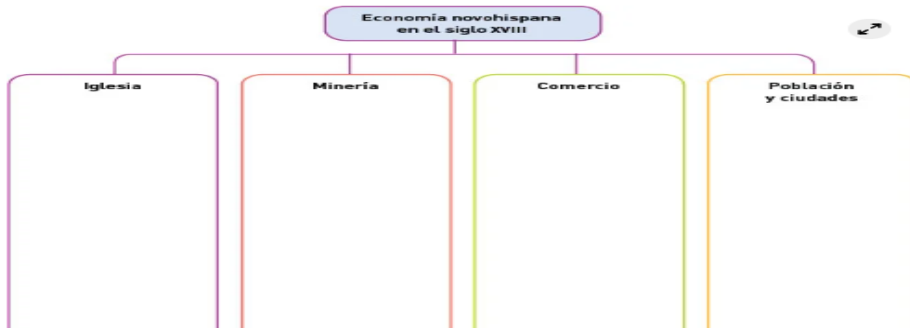 Economía novohispana
en el siglo XVIII
Iglesia
Minería
Comercio
Población
y ciudades